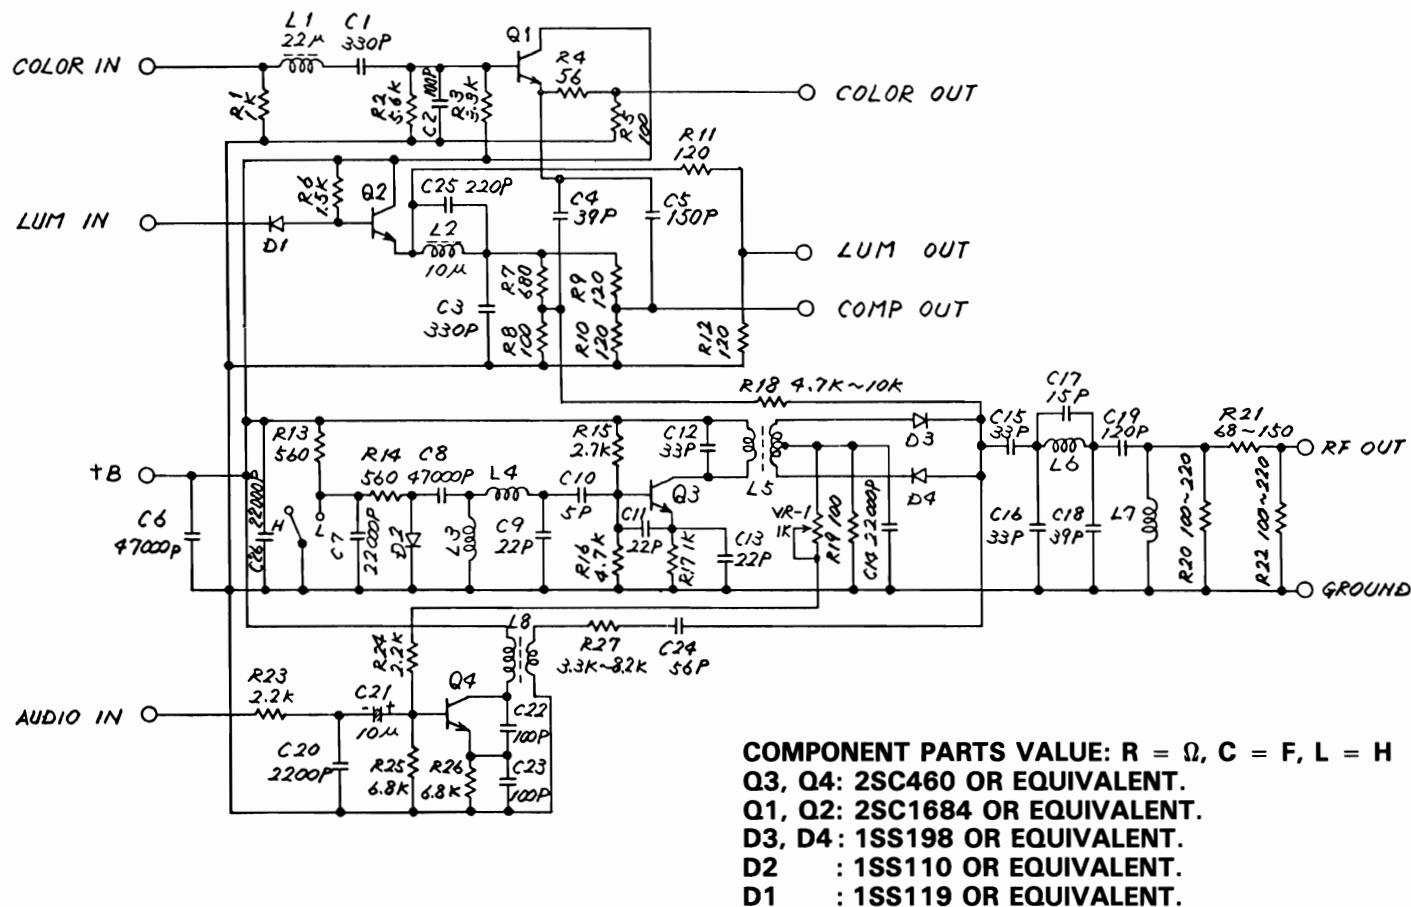 L1
22μ
C1
330P
Q1
R4
56
COLOR IN
R1
1K
R2
5.6K
C2
100P
R3
3.3K
R5
100
COLOR OUT
R11
120
R6
1.5K
Q2
C25 220P
C4
39P
C5
150P
LUM IN
D1
L2
10μ
LUM OUT
C3
330P
R7
680
R8
100
R9
120
R10
120
COMP OUT
R12
120
R18 4.7K~10K
C17
15P
R13
560
R14
560
C8
47000P
L4
R15
2.7K
C12
33P
D3
C15
33P
L6
C19
120P
R21
68~150
RF OUT
+B
C10
5P
Q3
L5
D4
C6
47000P
C26
22000P
H
L
C7
22000P
D2
L3
C9
22P
R16
4.7K
C11
22P
R17 1K
C13
22P
VR-1
1K
R19 100
C14 22000P
C16
33P
C18
39P
L7
R20 100~220
R22 100~220
GROUND
R24
2.2K
L8
R27
3.3K~8.2K
C24
56P
R23
2.2K
C21
- +
10μ
Q4
AUDIO IN
C20
2200P
R25
6.8K
R26
6.8K
C22
100P
C23
100P
COMPONENT PARTS VALUE: R = Ω, C = F, L = H
Q3, Q4: 2SC460 OR EQUIVALENT.
Q1, Q2: 2SC1684 OR EQUIVALENT.
D3, D4: 1SS198 OR EQUIVALENT.
D2 : 1SS110 OR EQUIVALENT.
D1 : 1SS119 OR EQUIVALENT.